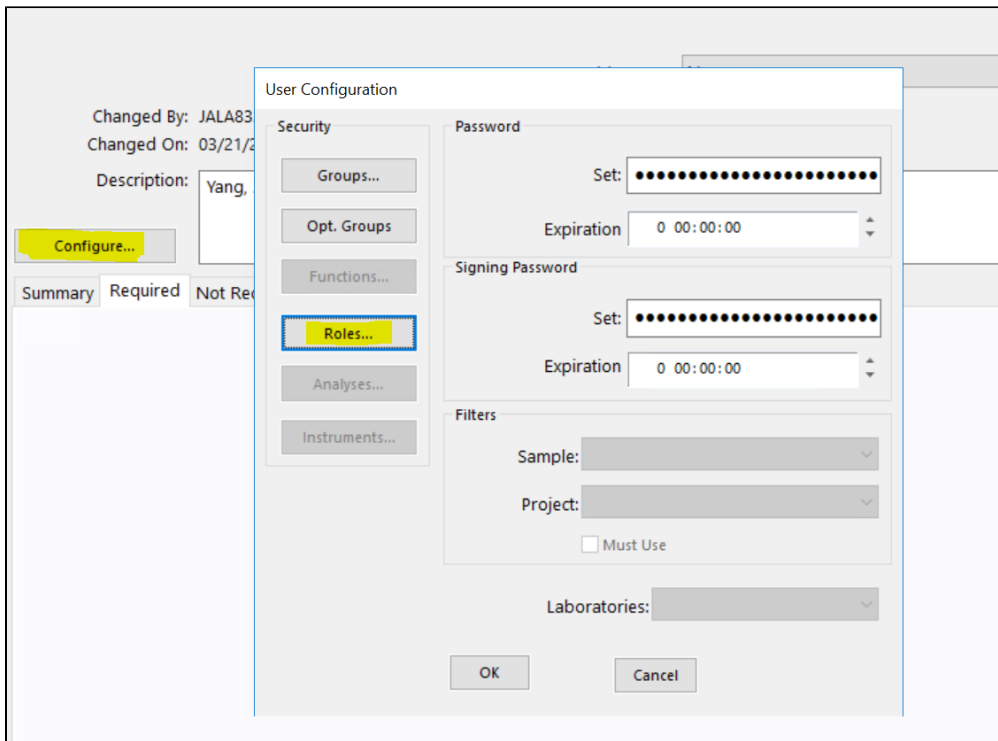 User Configuration
Changed By: JALA83
Changed On: 03/21/2
Description:
Yang,
Configure...
Summary
Required
Not Re
Security
Groups...
Opt. Groups
Functions...
Roles...
Analyses...
Instruments...
Password
Set: ●●●●●●●●●●●●●●●●●●●●●●●
Expiration 0 00:00:00
Signing Password
Set: ●●●●●●●●●●●●●●●●●●●●●●●
Expiration 0 00:00:00
Filters
Sample:
Project:
Must Use
Laboratories:
OK
Cancel